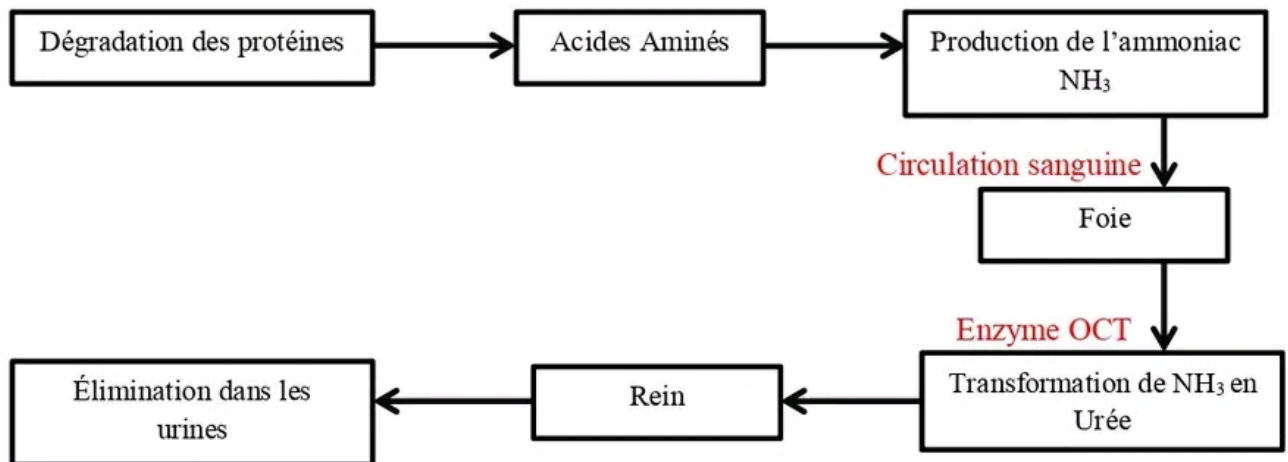 Dégradation des protéines
Acides Aminés
Production de l’ammoniac
NH₃
Circulation sanguine
Foie
Enzyme OCT
Transformation de NH₃ en
Urée
Rein
Élimination dans les
urines